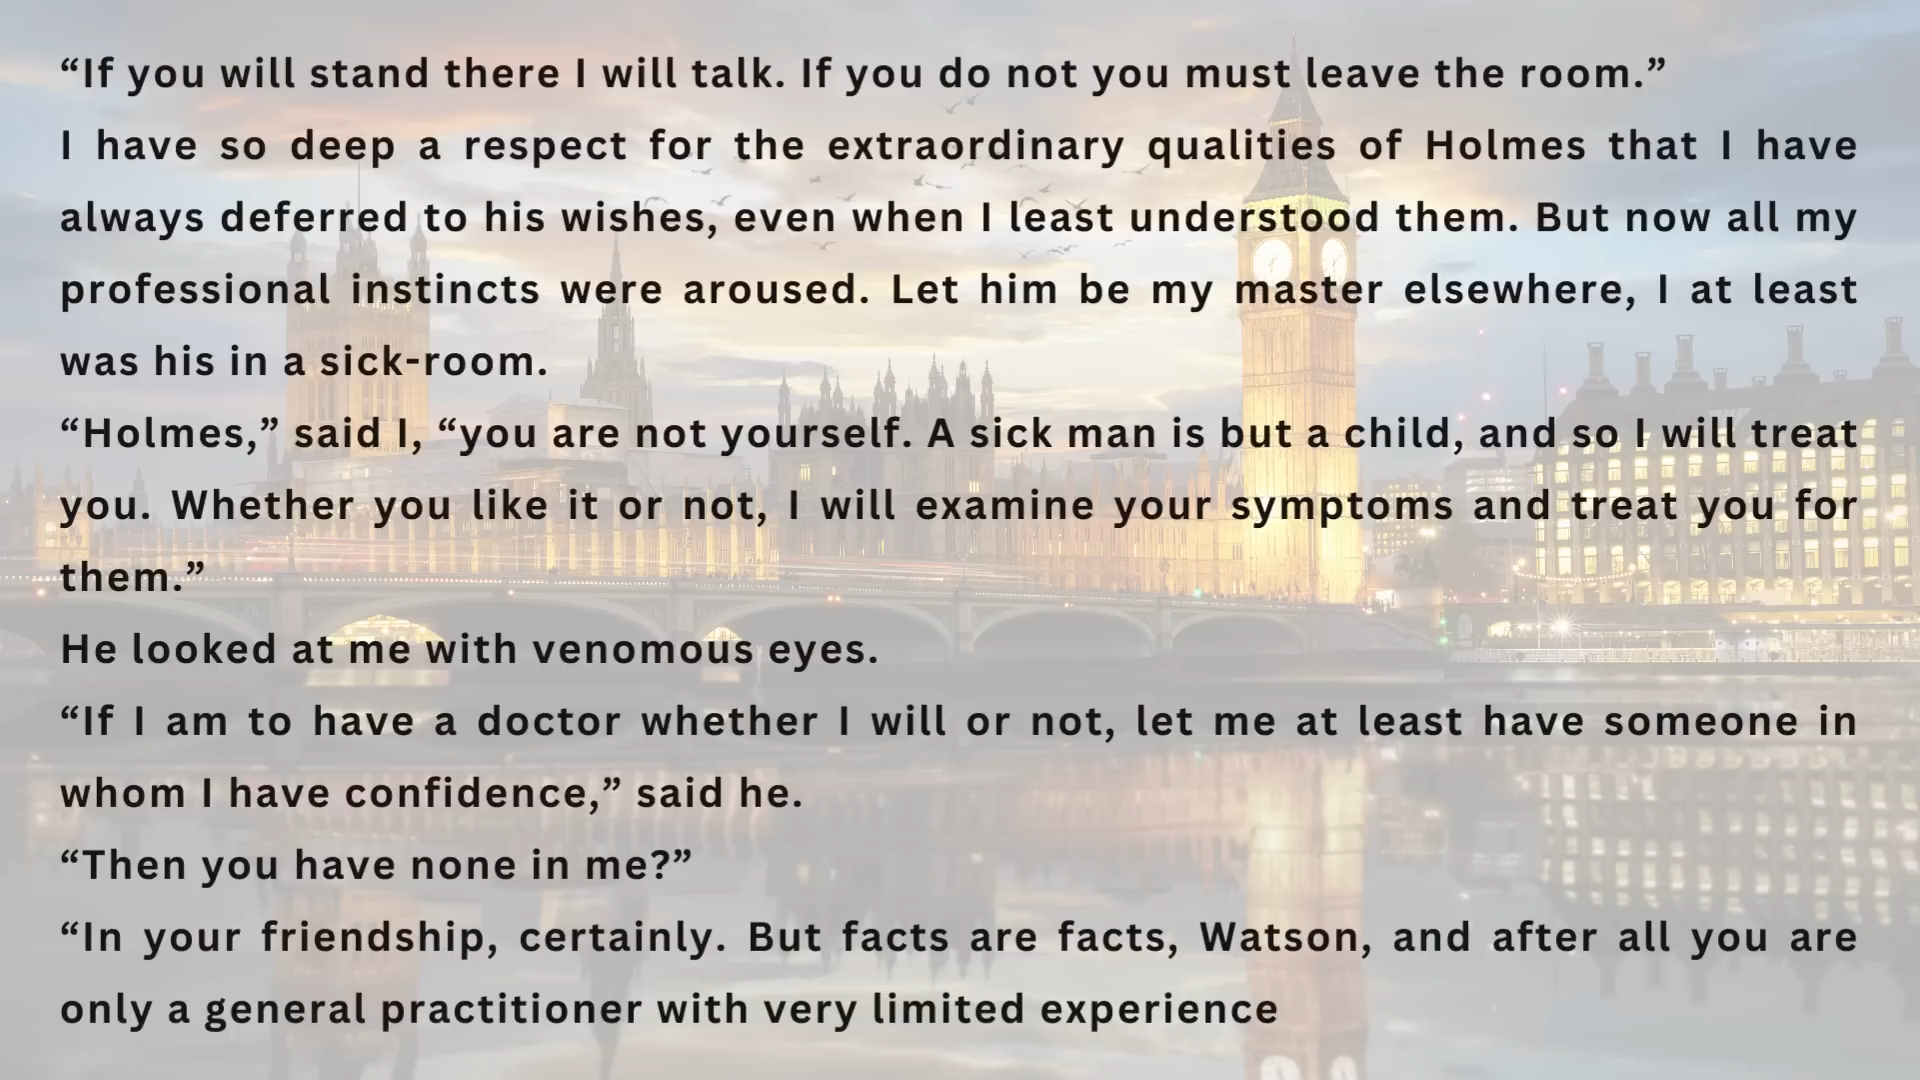 “If you will stand there I will talk. If you do not you must leave the room.”
I have so deep a respect for the extraordinary qualities of Holmes that I have
always deferred to his wishes, even when I least understood them. But now all my
professional instincts were aroused. Let him be my master elsewhere, I at least
was his in a sick-room.
“Holmes,” said I, “you are not yourself. A sick man is but a child, and so I will treat
you. Whether you like it or not, I will examine your symptoms and treat you for
them.”
He looked at me with venomous eyes.
“If I am to have a doctor whether I will or not, let me at least have someone in
whom I have confidence,” said he.
“Then you have none in me?”
“In your friendship, certainly. But facts are facts, Watson, and after all you are
only a general practitioner with very limited experience